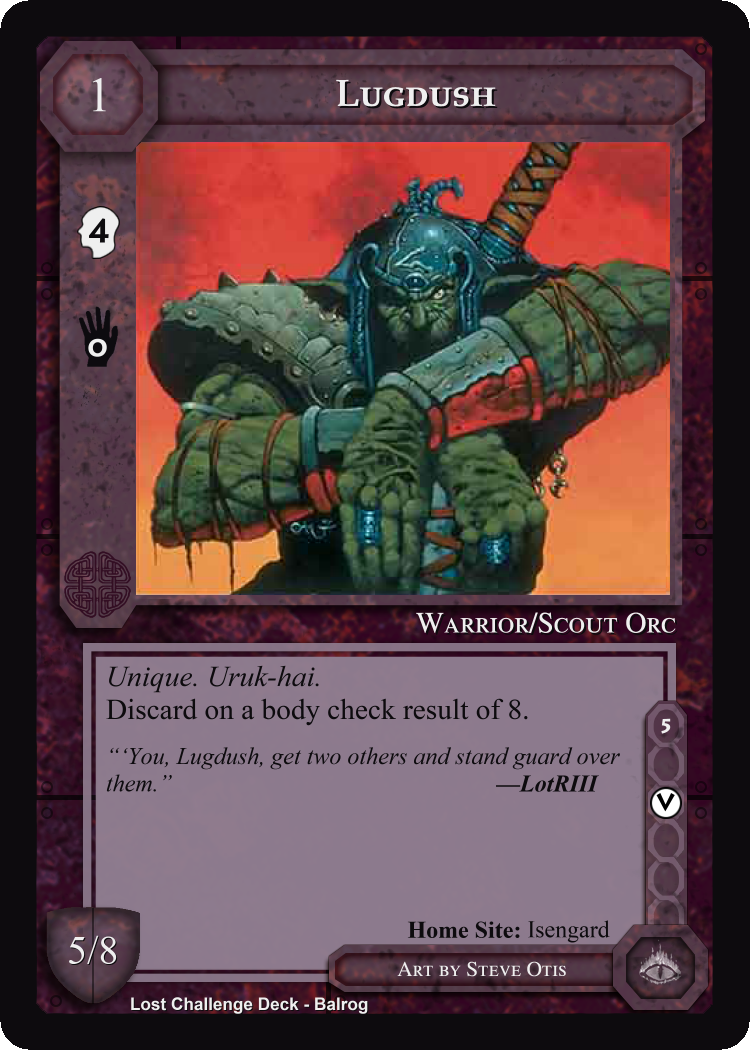 1
LUGDUSH
4
0
WARRIOR/SCOUT ORC
Unique. Uruk-hai.
Discard on a body check result of 8.
“‘You, Lugdush, get two others and stand guard over
them.”
—LotRIII
5
V
Home Site: Isengard
5/8
ART BY STEVE OTIS
Lost Challenge Deck - Balrog